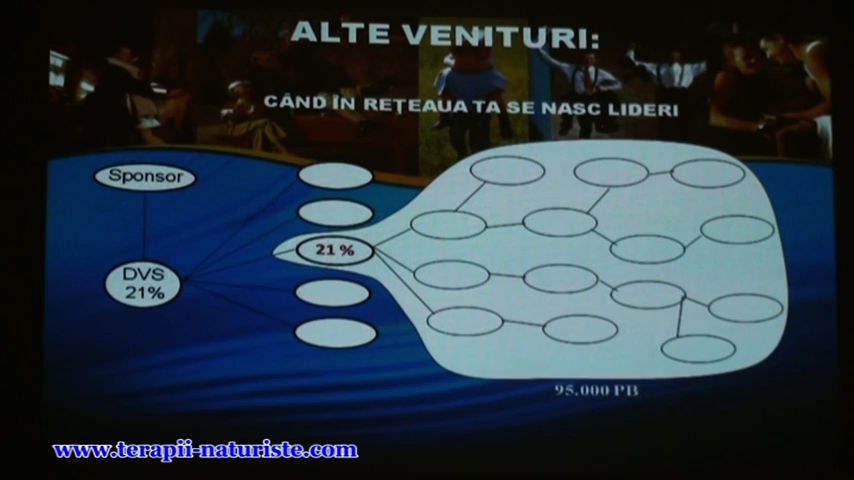 ALTE VENITURI:
CÂND ÎN REŢEAUA TA SE NASC LIDERI
Sponsor
21%
DVS
21%
95.000 PB
www.terapii-naturiste.com